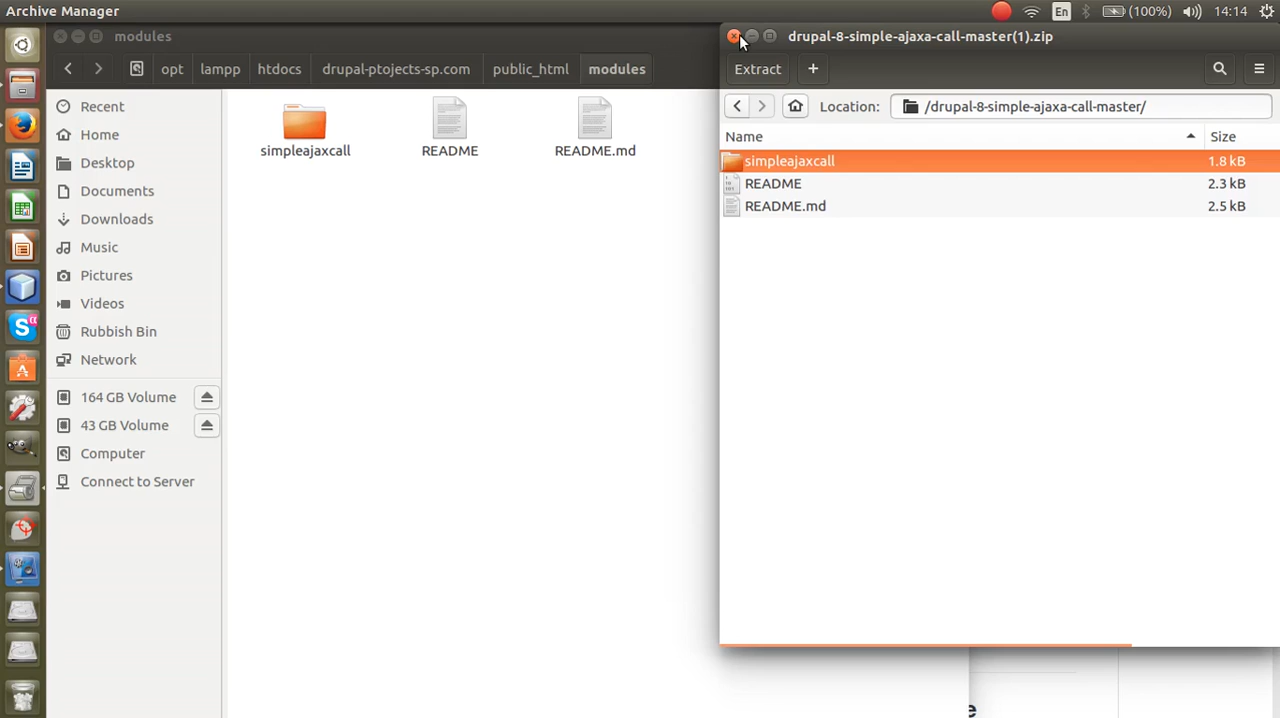 Archive Manager
En
(100%)
14:14
modules
opt
lampp
htdocs
drupal-ptojects-sp.com
public_html
modules
Recent
Home
Desktop
Documents
Downloads
Music
Pictures
Videos
Rubbish Bin
Network
164 GB Volume
43 GB Volume
Computer
Connect to Server
simpleajaxcall
README
README.md
drupal-8-simple-ajaxa-call-master(1).zip
Extract
+
Location:
/drupal-8-simple-ajaxa-call-master/
Name
Size
simpleajaxcall
1.8 kB
README
2.3 kB
README.md
2.5 kB